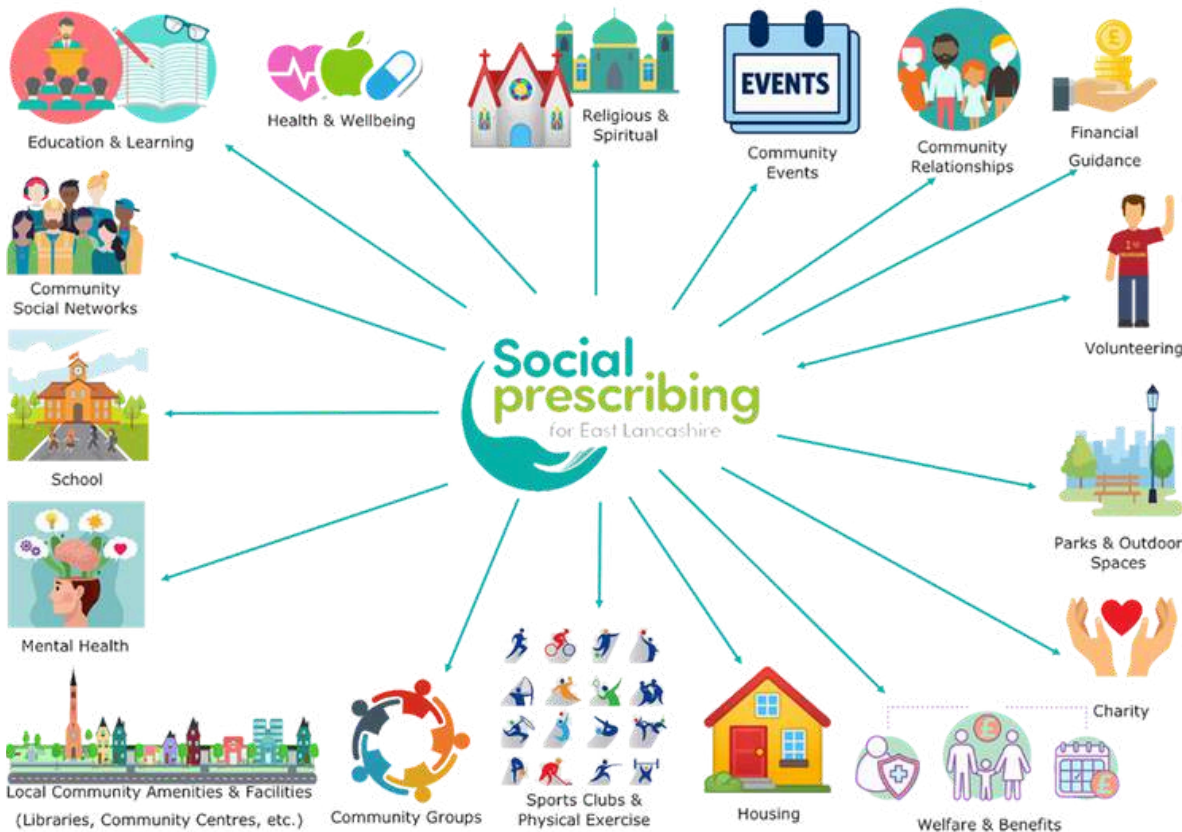 EVENTS
Education & Learning
Health & Wellbeing
Religious &
Spiritual
Community
Events
Community
Relationships
Financial
Guidance
Community
Social Networks
Volunteering
School
Social
prescribing
for East Lancashire
Parks & Outdoor
Spaces
Mental Health
Charity
Local Community Amenities & Facilities
(Libraries, Community Centres, etc.)
Community Groups
Sports Clubs &
Physical Exercise
Housing
Welfare & Benefits